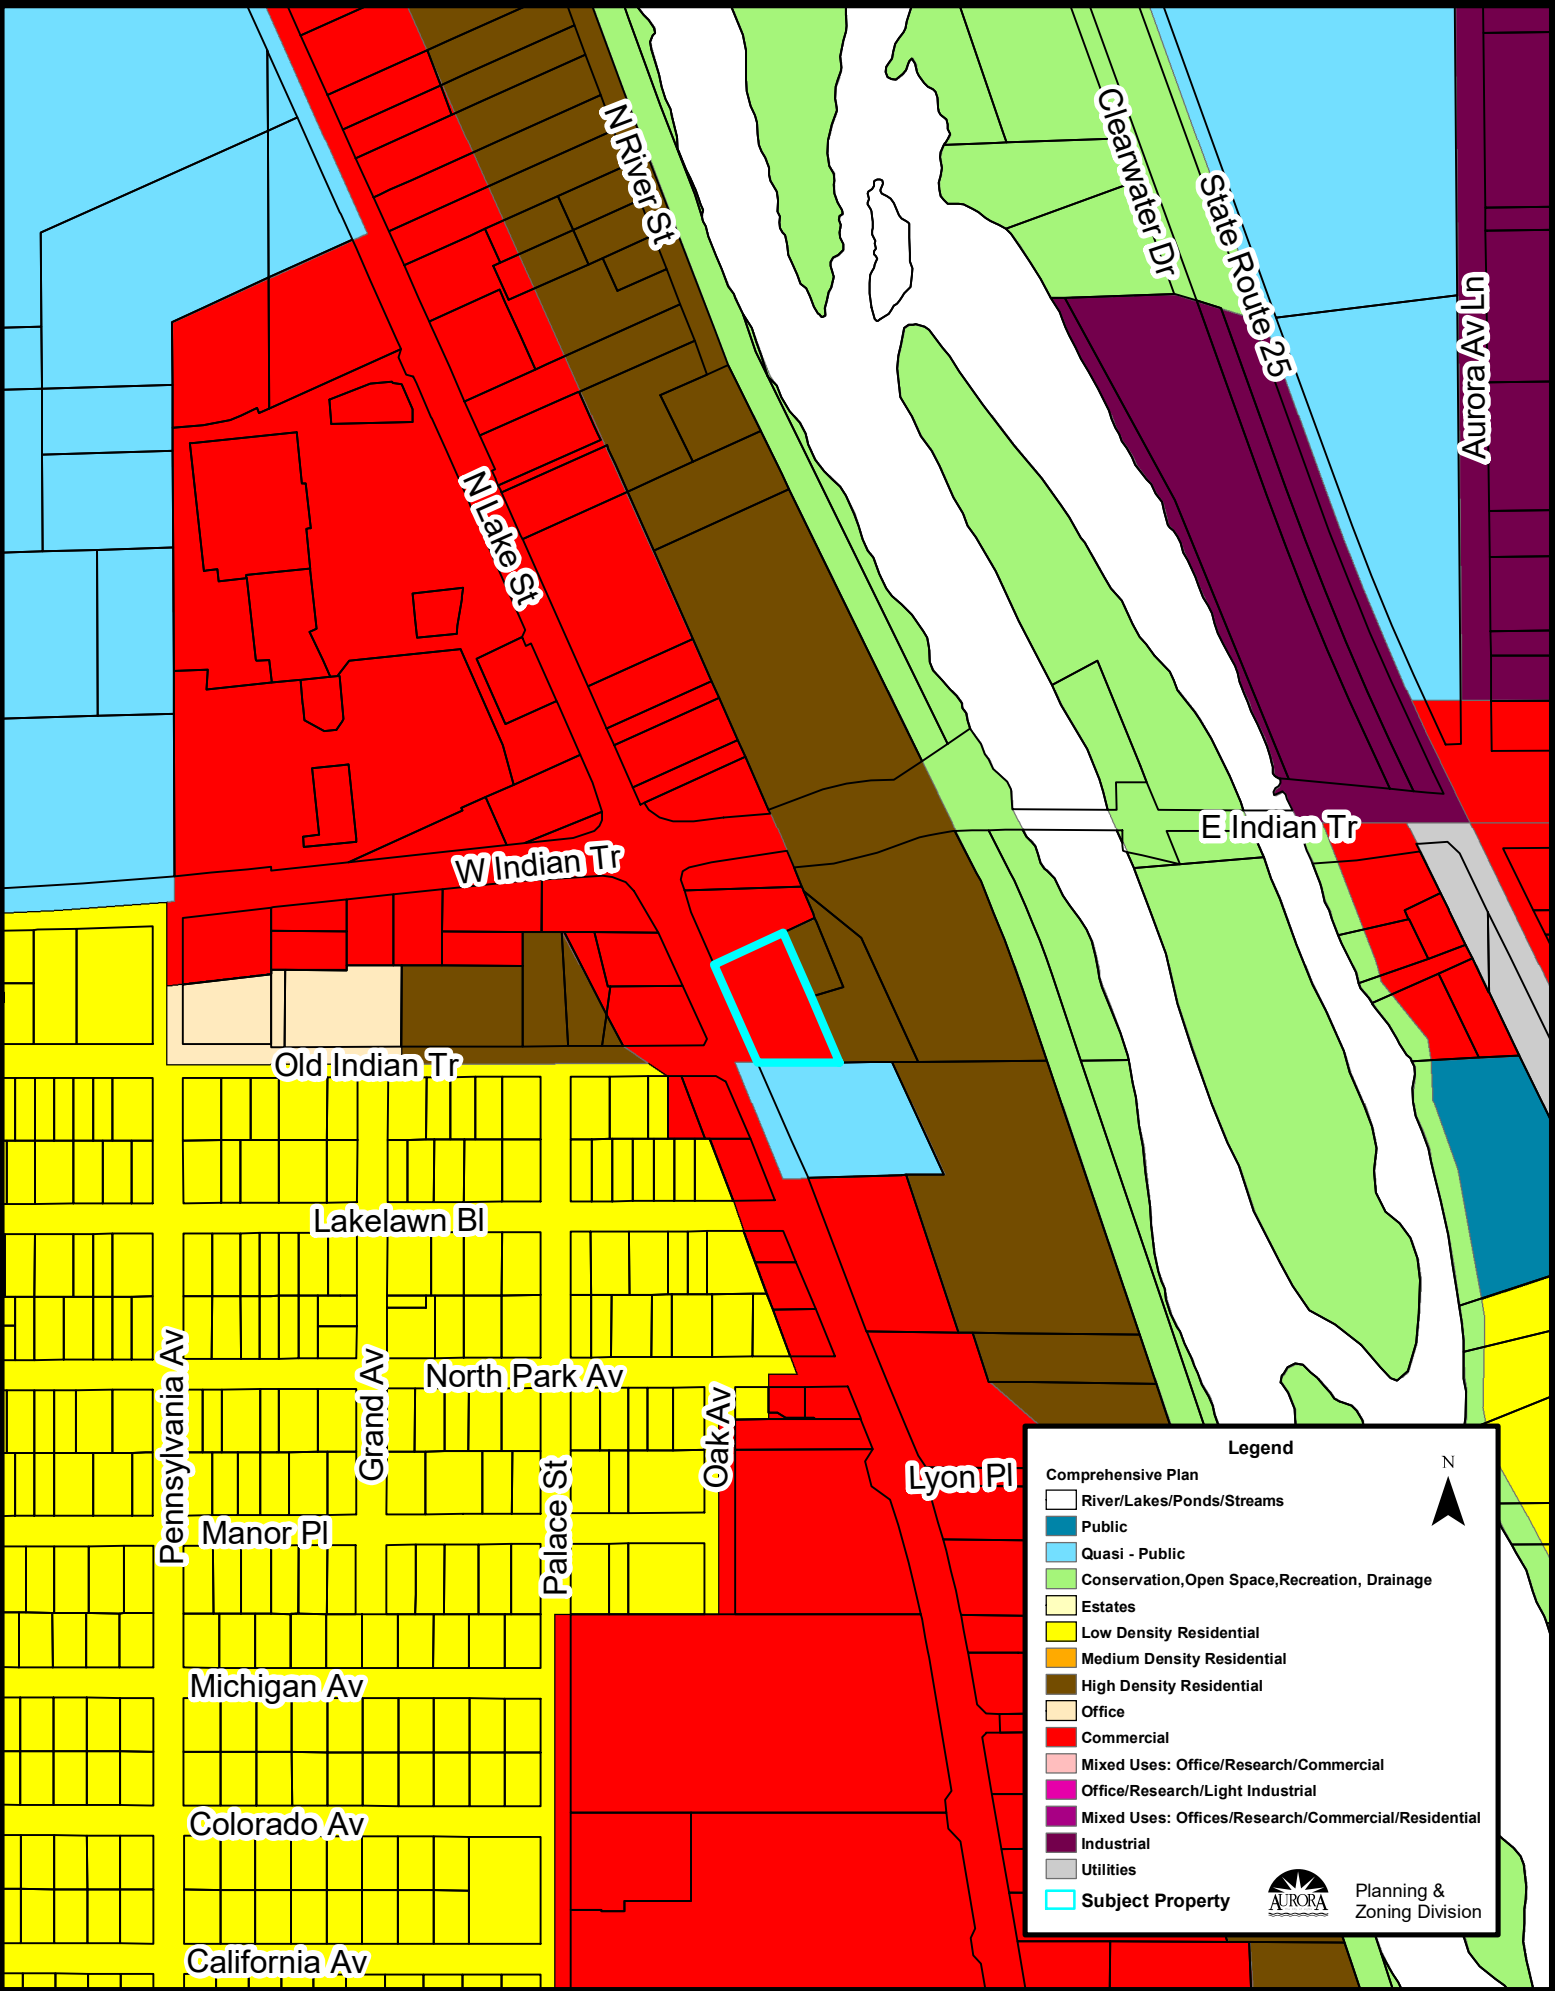 N River St
Clearwater Dr
State Route 25
Aurora Av Ln
N Lake St
E Indian Tr
W Indian Tr
Old Indian Tr
Lakelawn Bl
North Park Av
Pennsylvania Av
Grand Av
Oak Av
Palace St
Lyon Pl
Manor Pl
Michigan Av
Colorado Av
California Av
Legend
N
Comprehensive Plan
River/Lakes/Ponds/Streams
Public
Quasi - Public
Conservation,Open Space,Recreation, Drainage
Estates
Low Density Residential
Medium Density Residential
High Density Residential
Office
Commercial
Mixed Uses: Office/Research/Commercial
Office/Research/Light Industrial
Mixed Uses: Offices/Research/Commercial/Residential
Industrial
Utilities
Subject Property
AURORA
Planning &
Zoning Division